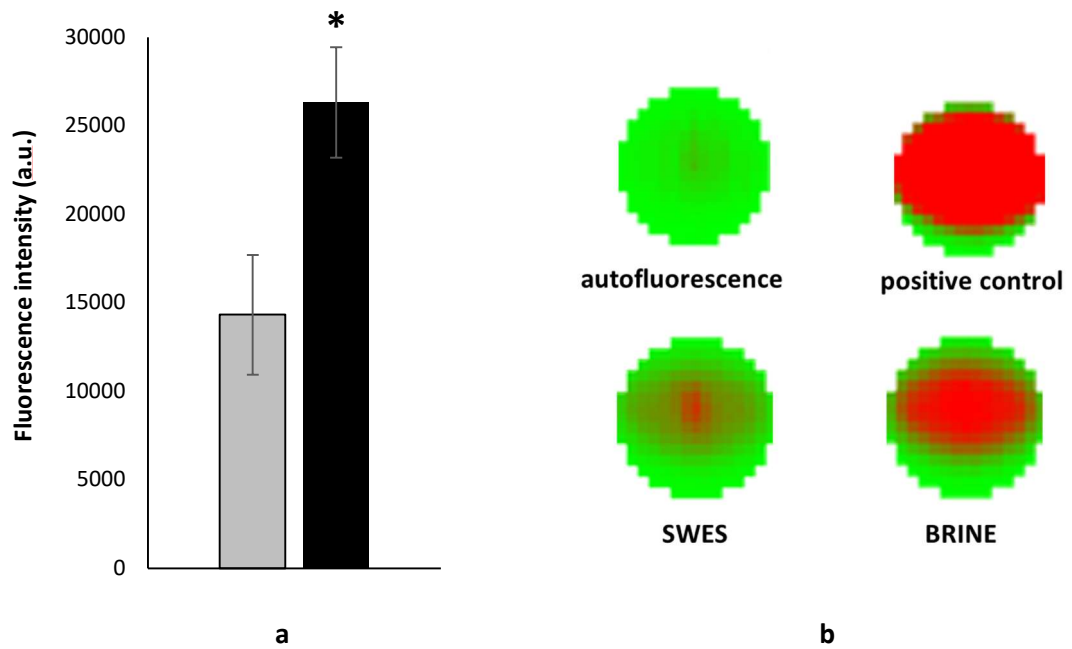 *
30000
25000
20000
15000
10000
5000
0
Fluorescence intensity (a.u.)
a
autofluorescence
positive control
SWES
BRINE
b